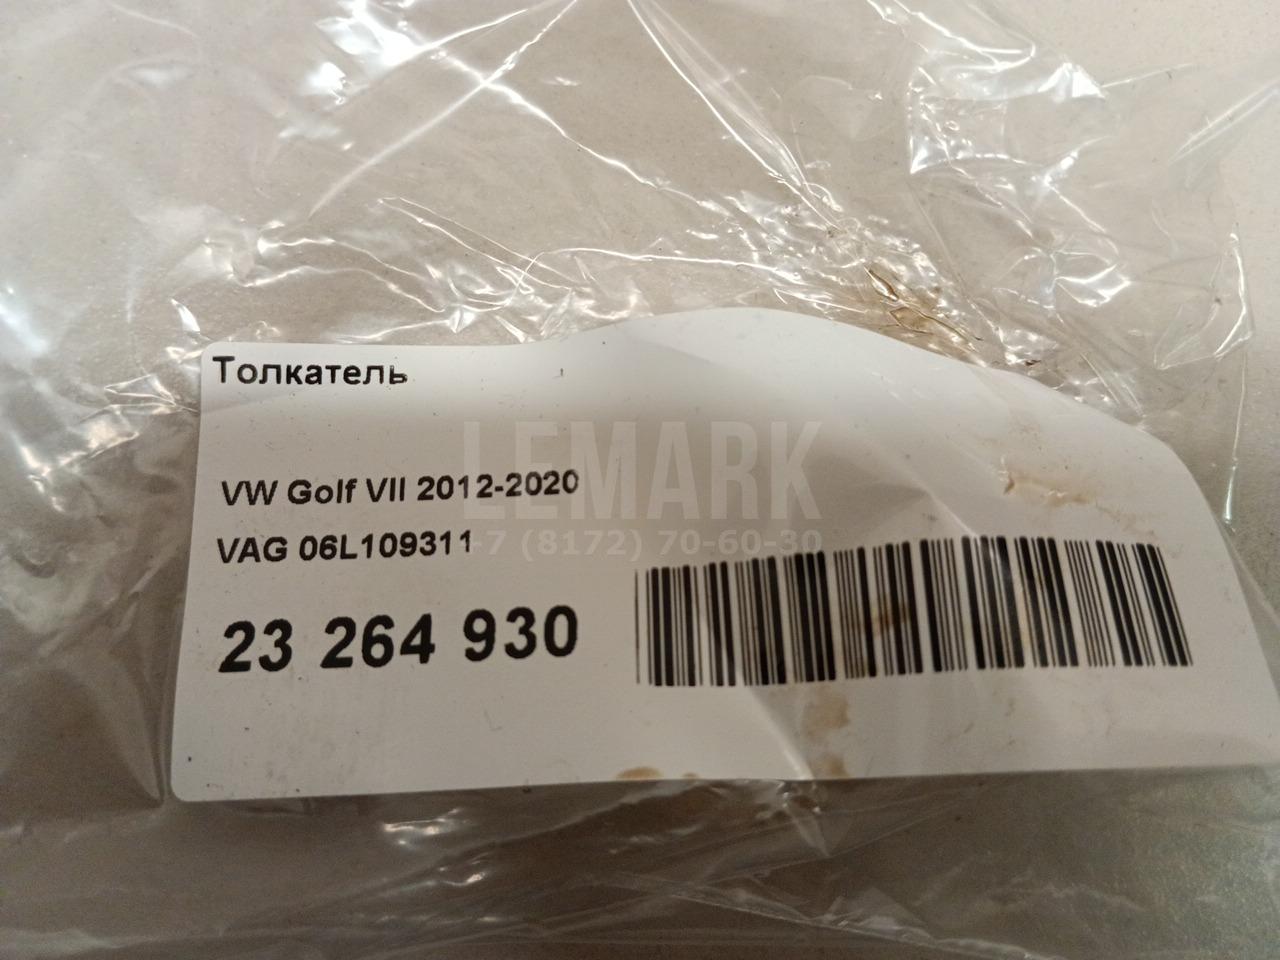 Толкатель
LEMARK
VW Golf VII 2012-2020
VAG 06L109311
+7 (8172) 70-60-30
23 264 930